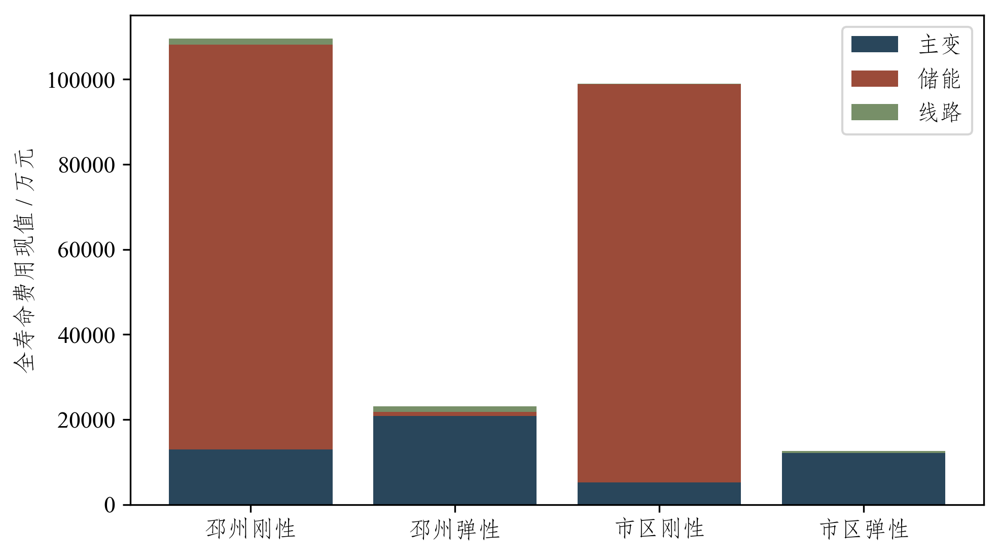 全寿命费用现值 / 万元
100000
80000
60000
40000
20000
0
邳州刚性
邳州弹性
市区刚性
市区弹性
主变
储能
线路